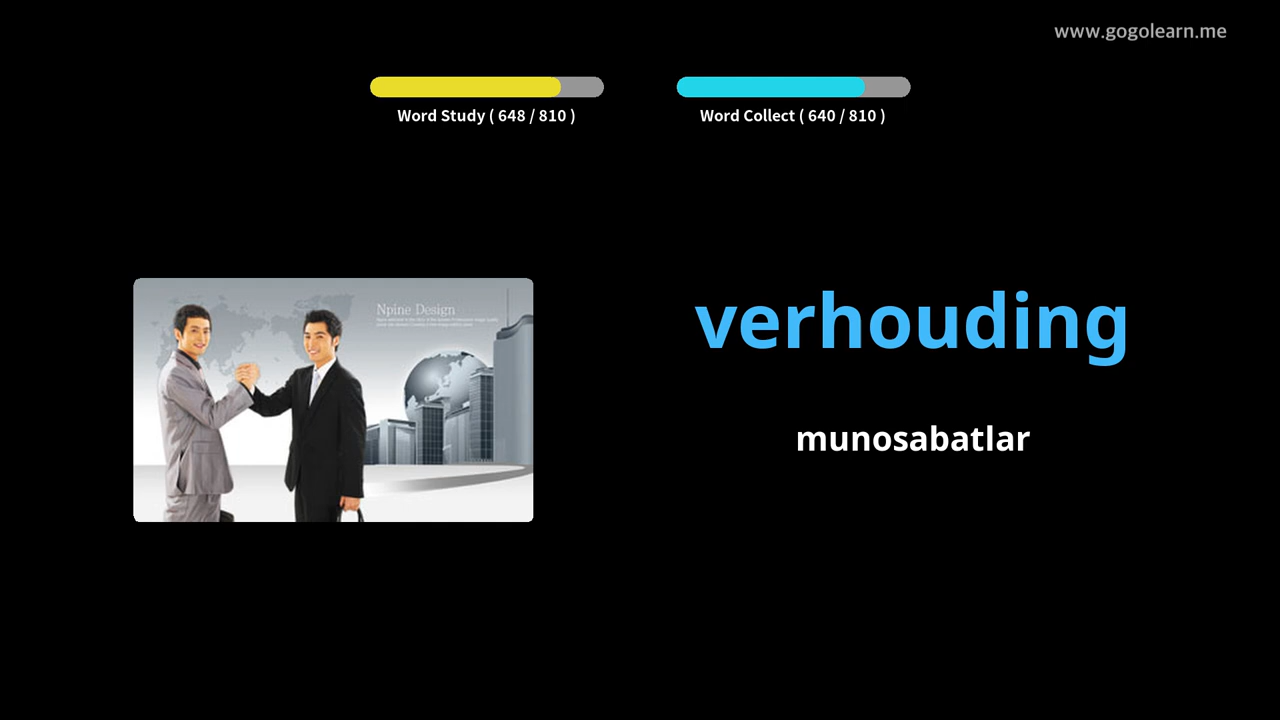 www.gogolearn.me
Word Study ( 648 / 810 )
Word Collect ( 640 / 810 )
Npine Design
verhouding
munosabatlar